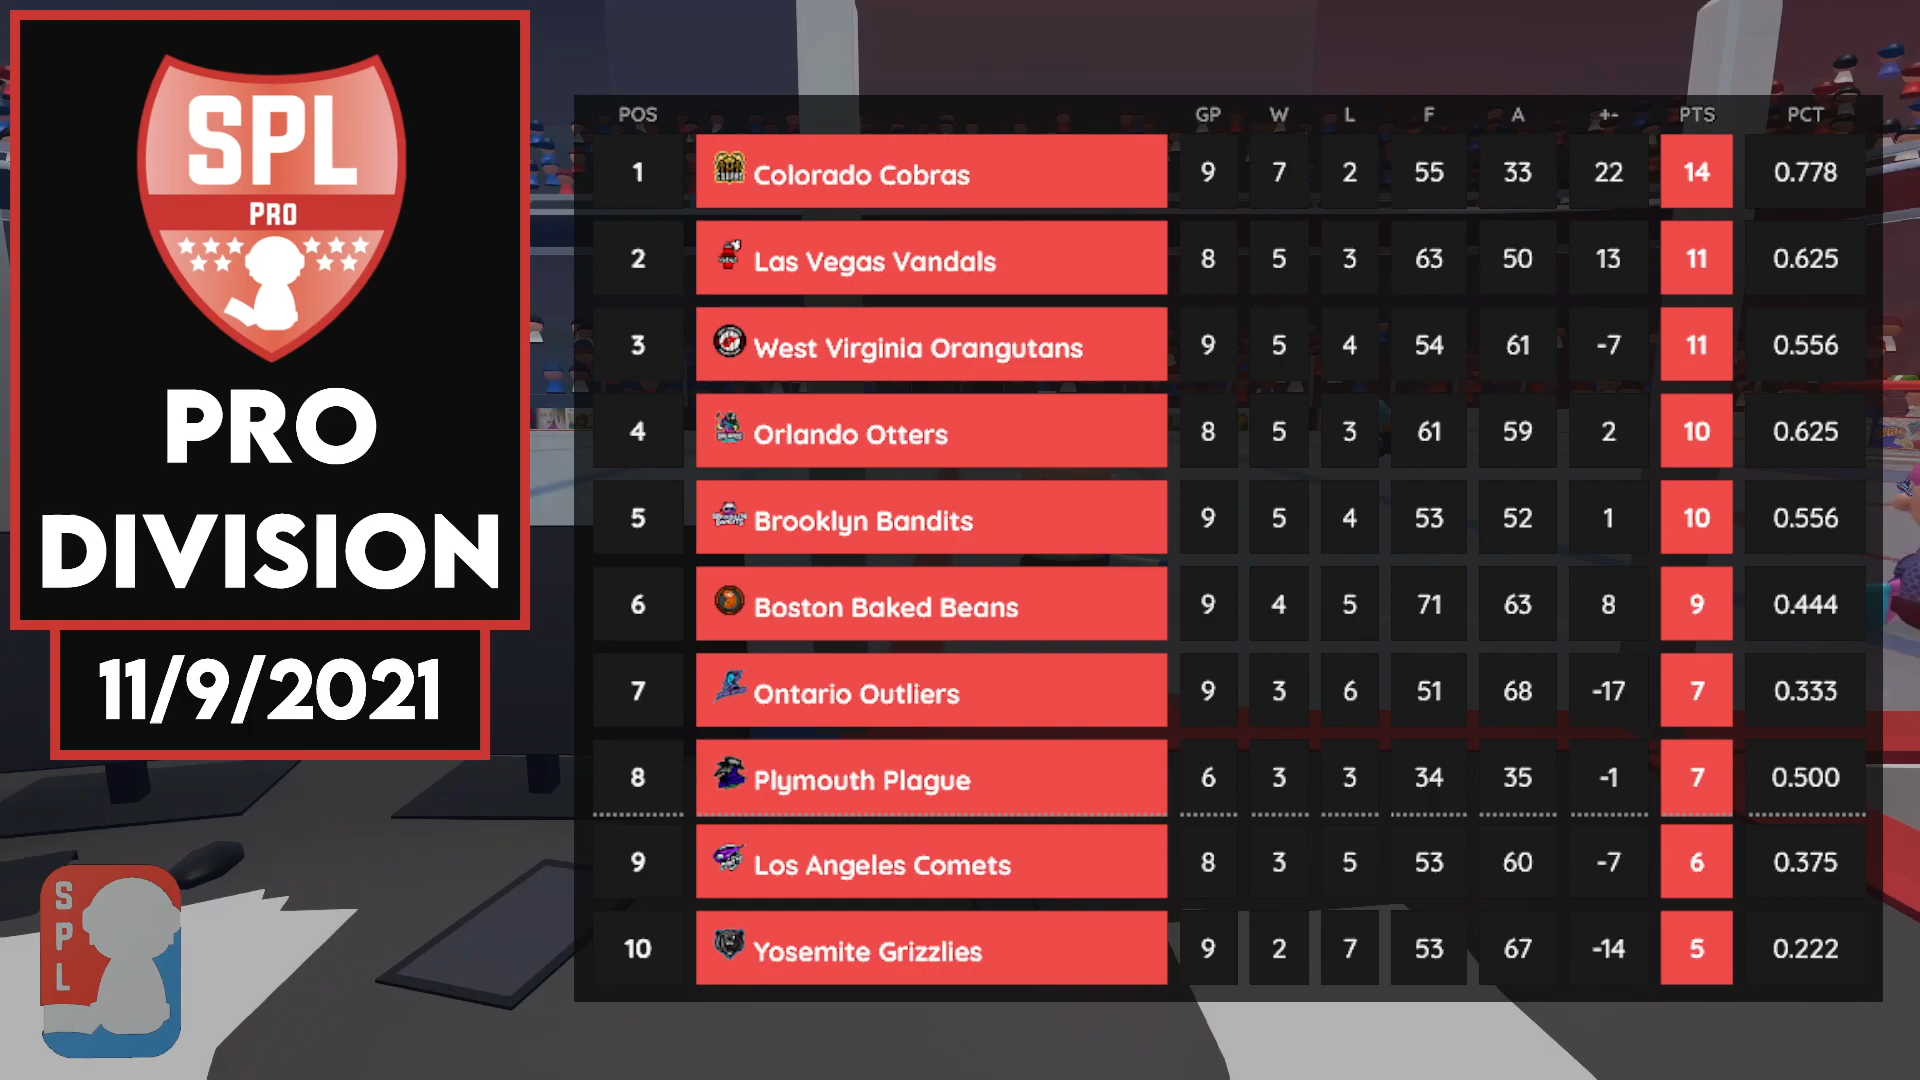 SPL
PRO
PRO
DIVISION
11/9/2021
SPL
POS GP W L F A +- PTS PCT
1 Colorado Cobras 9 7 2 55 33 22 14 0.778
2 Las Vegas Vandals 8 5 3 63 50 13 11 0.625
3 West Virginia Orangutans 9 5 4 54 61 -7 11 0.556
4 Orlando Otters 8 5 3 61 59 2 10 0.625
5 Brooklyn Bandits 9 5 4 53 52 1 10 0.556
6 Boston Baked Beans 9 4 5 71 63 8 9 0.444
7 Ontario Outliers 9 3 6 51 68 -17 7 0.333
8 Plymouth Plague 6 3 3 34 35 -1 7 0.500
9 Los Angeles Comets 8 3 5 53 60 -7 6 0.375
10 Yosemite Grizzlies 9 2 7 53 67 -14 5 0.222